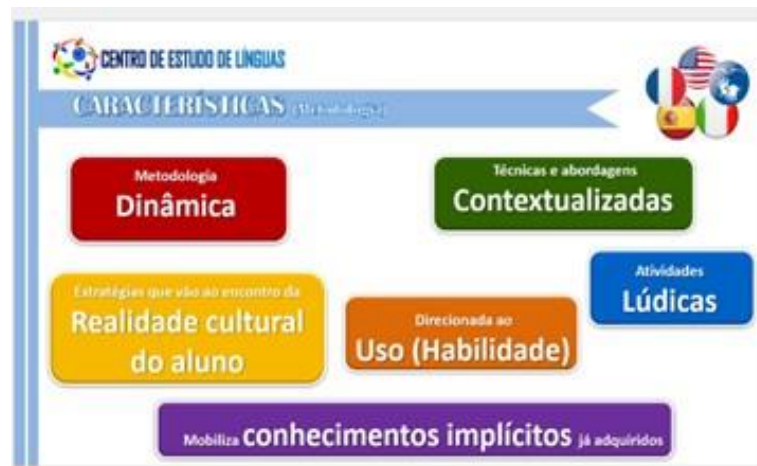 CENTRO DE ESTUDO DE LÍNGUAS
CARACTERÍSTICAS (Metodologia)
Metodologia
Dinâmica
Técnicas e abordagens
Contextualizadas
Estratégias que vão ao encontro da
Realidade cultural
do aluno
Direcionada ao
Uso (Habilidade)
Atividades
Lúdicas
Mobiliza conhecimentos implícitos já adquiridos